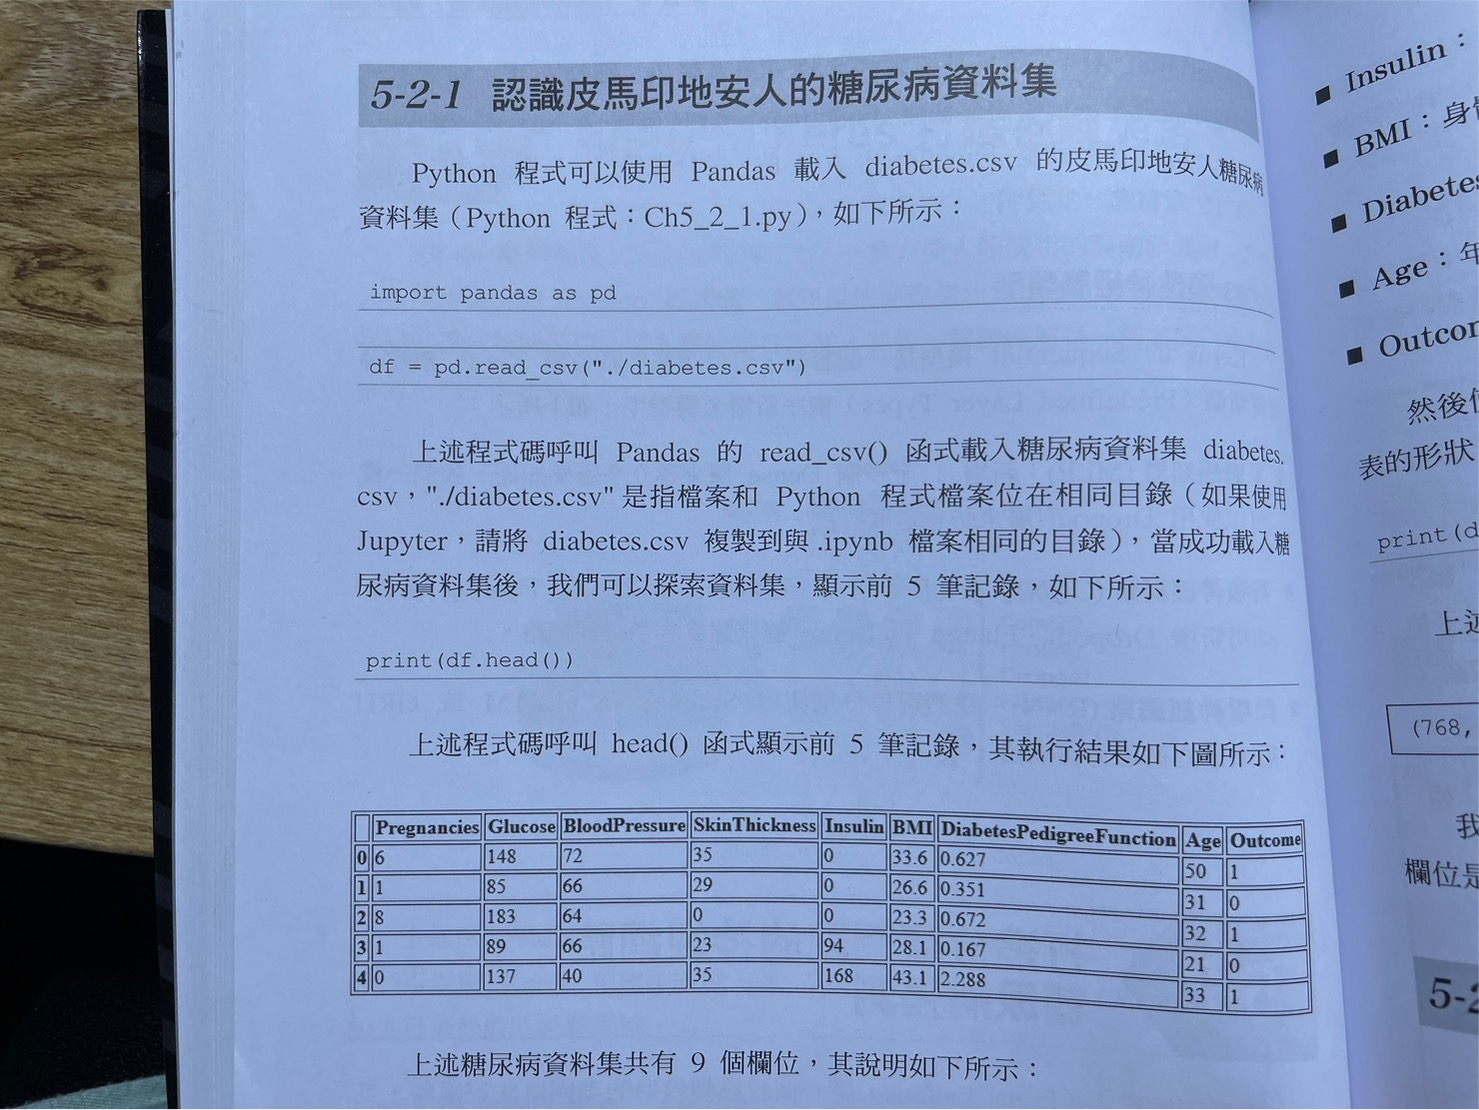 5-2-1 認識皮馬印地安人的糖尿病資料集
Python 程式可以使用 Pandas 載入 diabetes.csv 的皮馬印地安人糖尿病
資料集（Python 程式：Ch5_2_1.py），如下所示：
import pandas as pd
df = pd.read_csv("./diabetes.csv")
上述程式碼呼叫 Pandas 的 read_csv() 函式載入糖尿病資料集 diabetes.
csv，"./diabetes.csv" 是指檔案和 Python 程式檔案位在相同目錄（如果使用
Jupyter，請將 diabetes.csv 複製到與 .ipynb 檔案相同的目錄），當成功載入糖
尿病資料集後，我們可以探索資料集，顯示前 5 筆記錄，如下所示：
print(df.head())
上述程式碼呼叫 head() 函式顯示前 5 筆記錄，其執行結果如下圖所示：
Pregnancies Glucose BloodPressure SkinThickness Insulin BMI DiabetesPedigreeFunction Age Outcome
0 6 148 72 35 0 33.6 0.627 50 1
1 1 85 66 29 0 26.6 0.351 31 0
2 8 183 64 0 0 23.3 0.672 32 1
3 1 89 66 23 94 28.1 0.167 21 0
4 0 137 40 35 168 43.1 2.288 33 1
上述糖尿病資料集共有 9 個欄位，其說明如下所示：
■ Insulin：
■ BMI：身
■ Diabetes
■ Age：年
■ Outcom
然後使
表的形狀
print(d
上述
(768,
我
欄位是
5-2